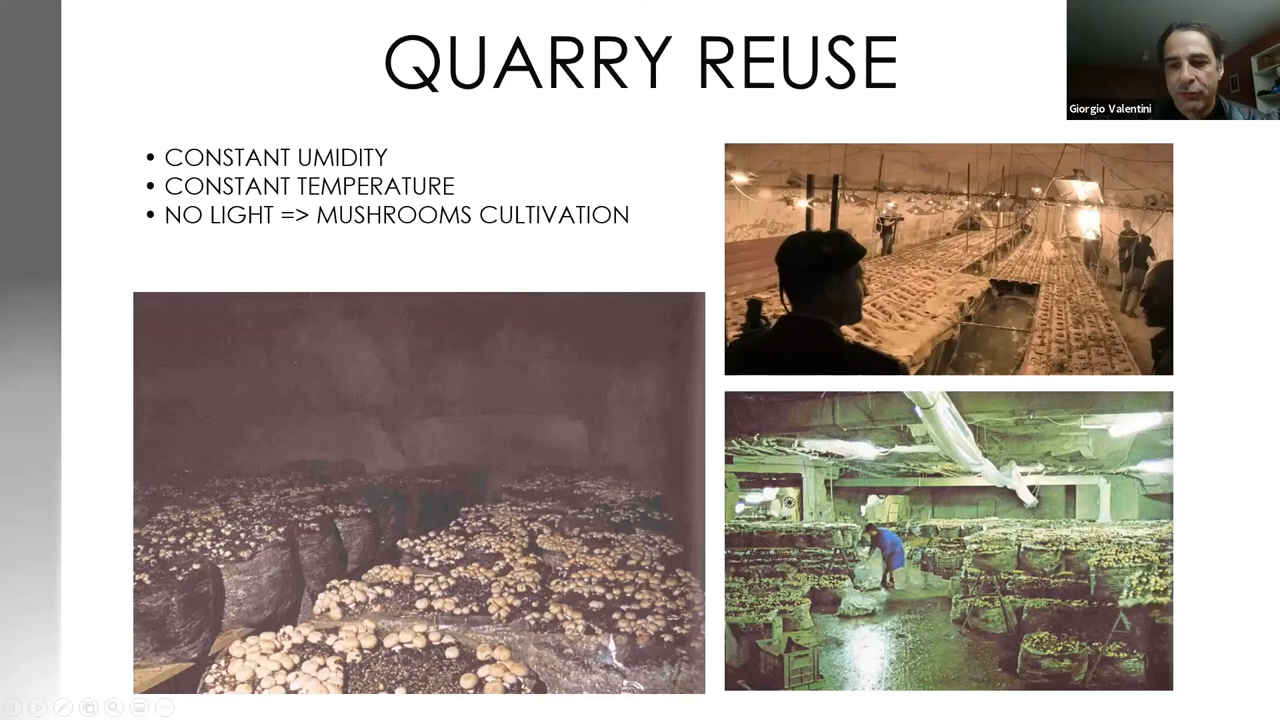 QUARRY REUSE
Giorgio Valentini
• CONSTANT UMIDITY
• CONSTANT TEMPERATURE
• NO LIGHT => MUSHROOMS CULTIVATION